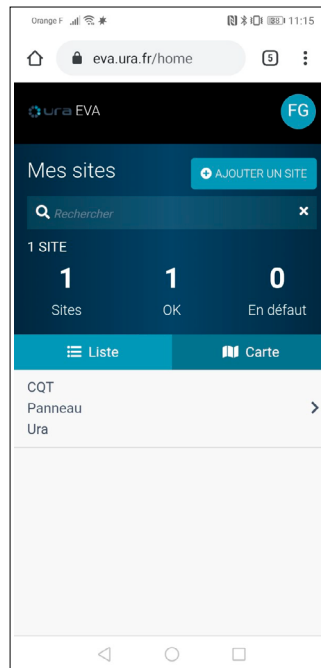 Orange F 88 11:15
eva.ura.fr/home 5
ura EVA FG
Mes sites AJOUTER UN SITE
Rechercher
1 SITE
1 1 0
Sites OK En défaut
Liste Carte
CQT
Panneau
Ura